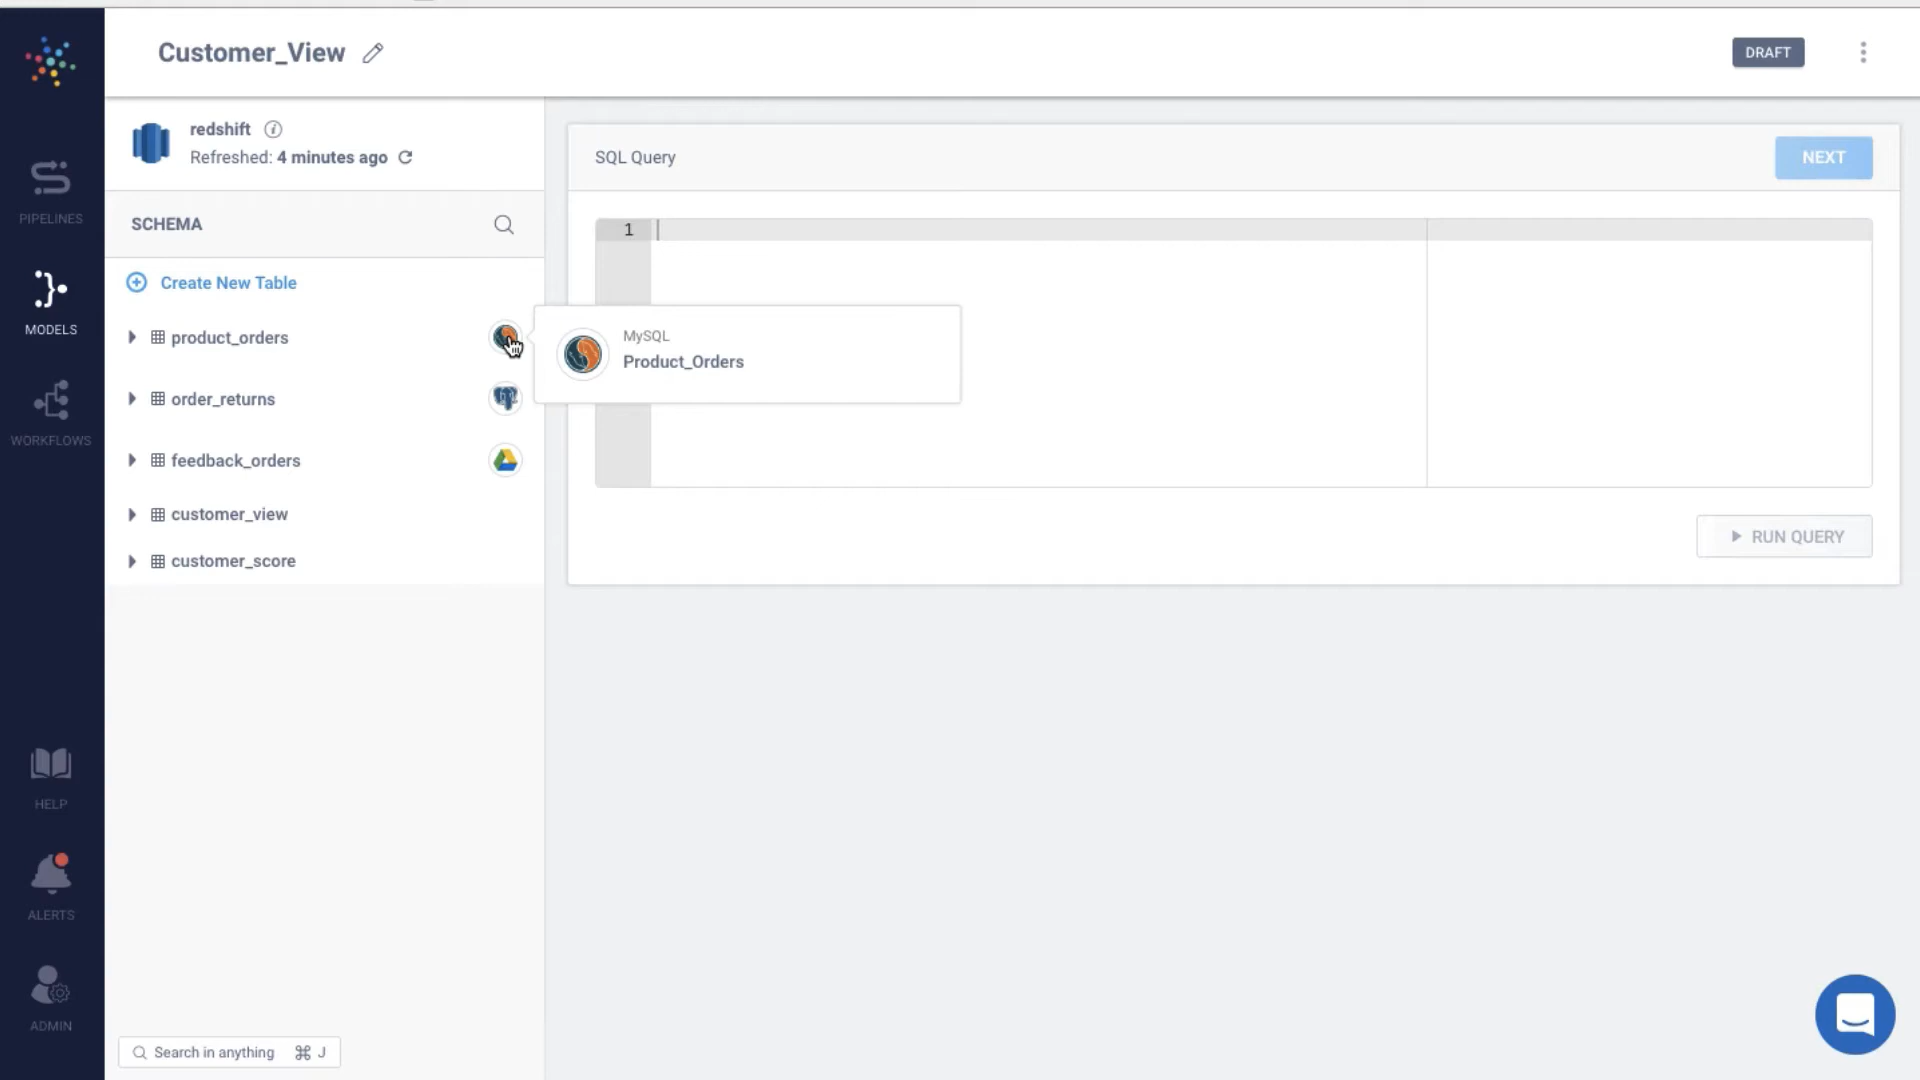 Customer_View
DRAFT
redshift
Refreshed: 4 minutes ago
SQL Query
NEXT
PIPELINES
SCHEMA
1
Create New Table
MODELS
product_orders
MySQL
Product_Orders
order_returns
WORKFLOWS
feedback_orders
customer_view
RUN QUERY
customer_score
HELP
ALERTS
ADMIN
Search in anything ⌘ J